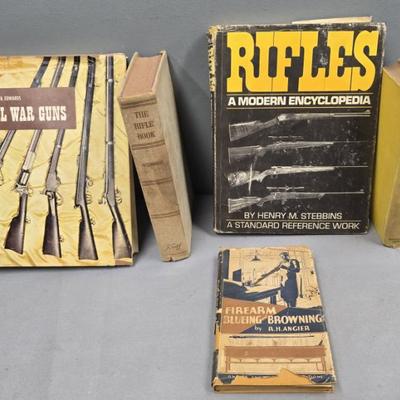 EDWARDS
L WAR GUNS
THE
RIFLE
BOOK
RIFLES
A MODERN ENCYCLOPEDIA
BY HENRY M. STEBBINS
A STANDARD REFERENCE WORK
FIREARM
BLUEING AND BROWNING
by R.H. ANGIER